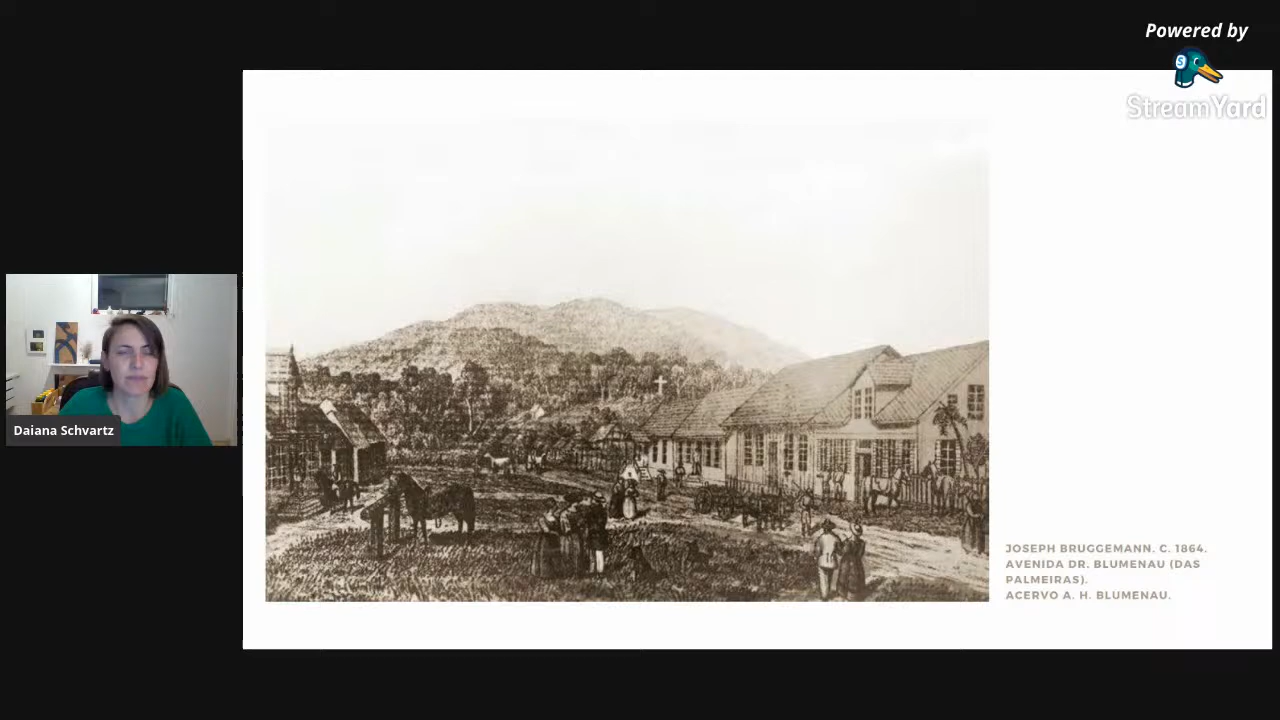 Powered by
StreamYard
Daiana Schvartz
JOSEPH BRUGGEMANN. C. 1864.
AVENIDA DR. BLUMENAU (DAS
PALMEIRAS).
ACERVO A. H. BLUMENAU.